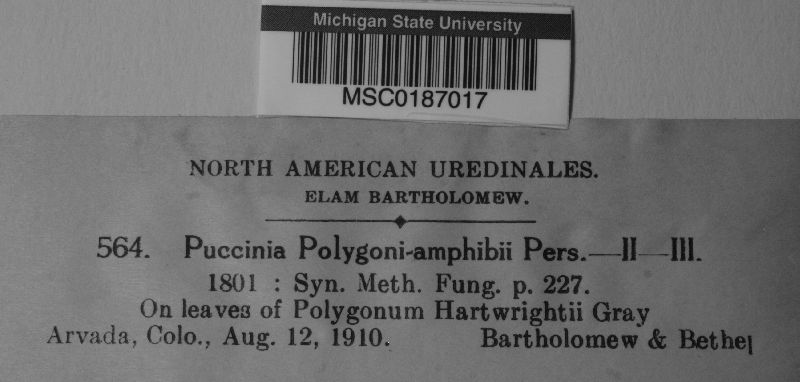 Michigan State University
MSC0187017
NORTH AMERICAN UREDINALES.
ELAM BARTHOLOMEW.
564. Puccinia Polygoni-amphibii Pers.—II—III.
1801 : Syn. Meth. Fung. p. 227.
On leaves of Polygonum Hartwrightii Gray
Arvada, Colo., Aug. 12, 1910. Bartholomew & Bethel